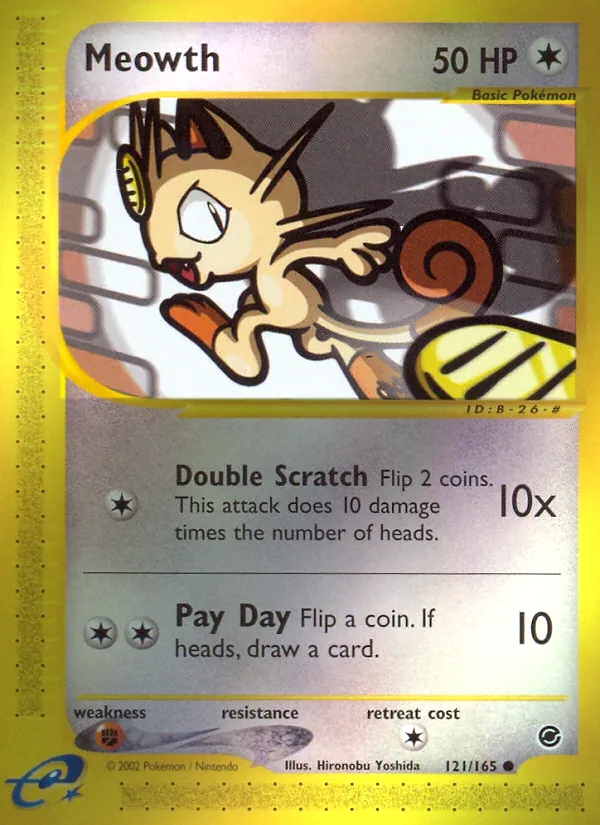 Meowth
50 HP
Basic Pokémon
ID:B-26-#
Double Scratch Flip 2 coins.
This attack does 10 damage
times the number of heads.
10x
Pay Day Flip a coin. If
heads, draw a card.
10
weakness
resistance
retreat cost
© 2002 Pokémon / Nintendo
Illus. Hironobu Yoshida
121/165
e